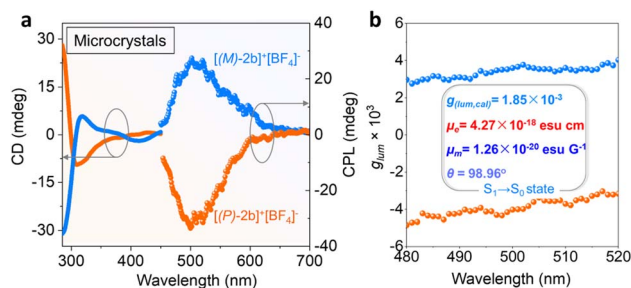 a
Microcrystals
[(M)-2b]⁺[BF₄]⁻
[(P)-2b]⁺[BF₄]⁻
CD (mdeg)
30
15
0
-15
-30
CPL (mdeg)
40
20
0
-20
-40
300
400
500
600
700
Wavelength (nm)
b
g_lum × 10³
6
4
2
0
-2
-4
-6
g(lum,cal)= 1.85×10⁻³
μe= 4.27×10⁻¹⁸ esu cm
μm= 1.26×10⁻²⁰ esu G⁻¹
θ = 98.96°
S₁→S₀ state
480
490
500
510
520
Wavelength (nm)